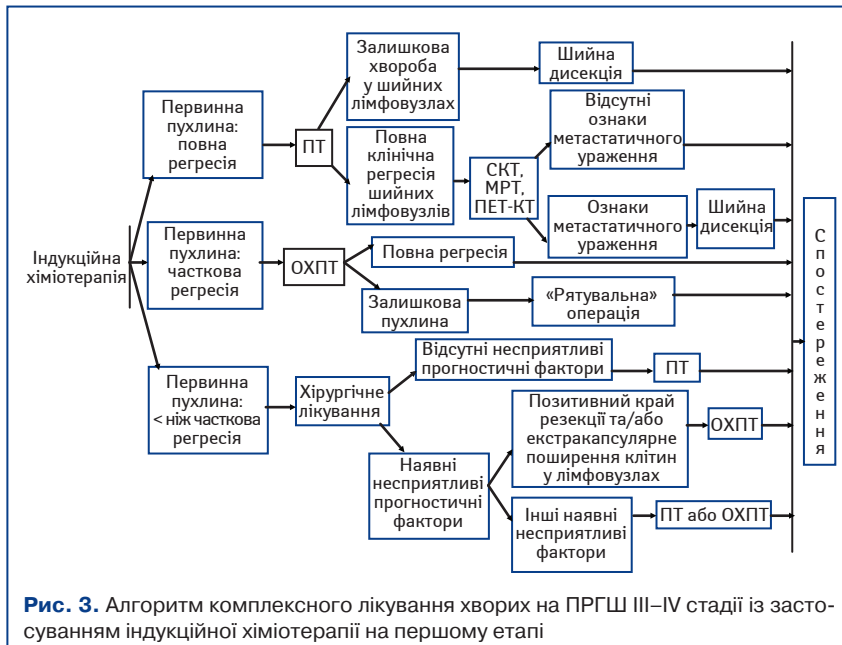 Індукційна
хіміотерапія
Первинна
пухлина:
повна
регресія
ПТ
Залишкова
хвороба
у шийних
лімфовузлах
Шийна
дисекція
Повна
клінічна
регресія
шийних
лімфовузлів
СКТ,
МРТ,
ПЕТ-КТ
Відсутні
ознаки
метастатичного
ураження
Ознаки
метастатичного
ураження
Шийна
дисекція
Первинна
пухлина:
часткова
регресія
ОХПТ
Повна регресія
Залишкова
пухлина
«Рятувальна»
операція
Первинна
пухлина:
< ніж часткова
регресія
Хірургічне
лікування
Відсутні несприятливі
прогностичні фактори
ПТ
Наявні
несприятливі
прогностичні
фактори
Позитивний край
резекції та/або
екстракапсулярне
поширення клітин
у лімфовузлах
ОХПТ
Інші наявні
несприятливі
фактори
ПТ або ОХПТ
Спостереження
Рис. 3. Алгоритм комплексного лікування хворих на ПРГШ III–IV стадії із засто-
суванням індукційної хіміотерапії на першому етапі